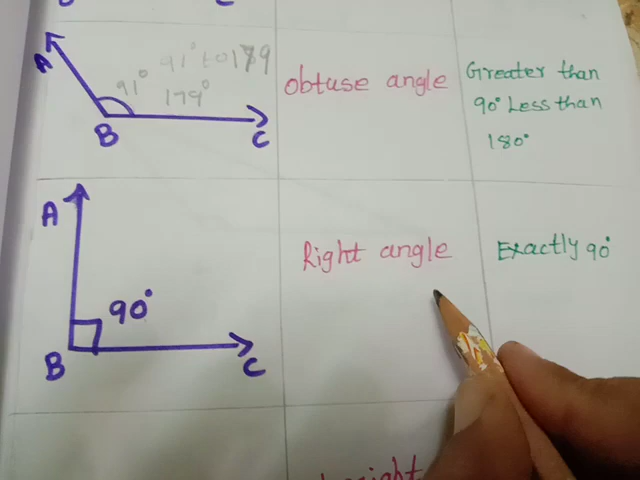 A
91° to 179
91°
179°
B
C
Obtuse angle
Greater than
90° Less than
180°
A
90°
B
C
Right angle
Exactly 90°